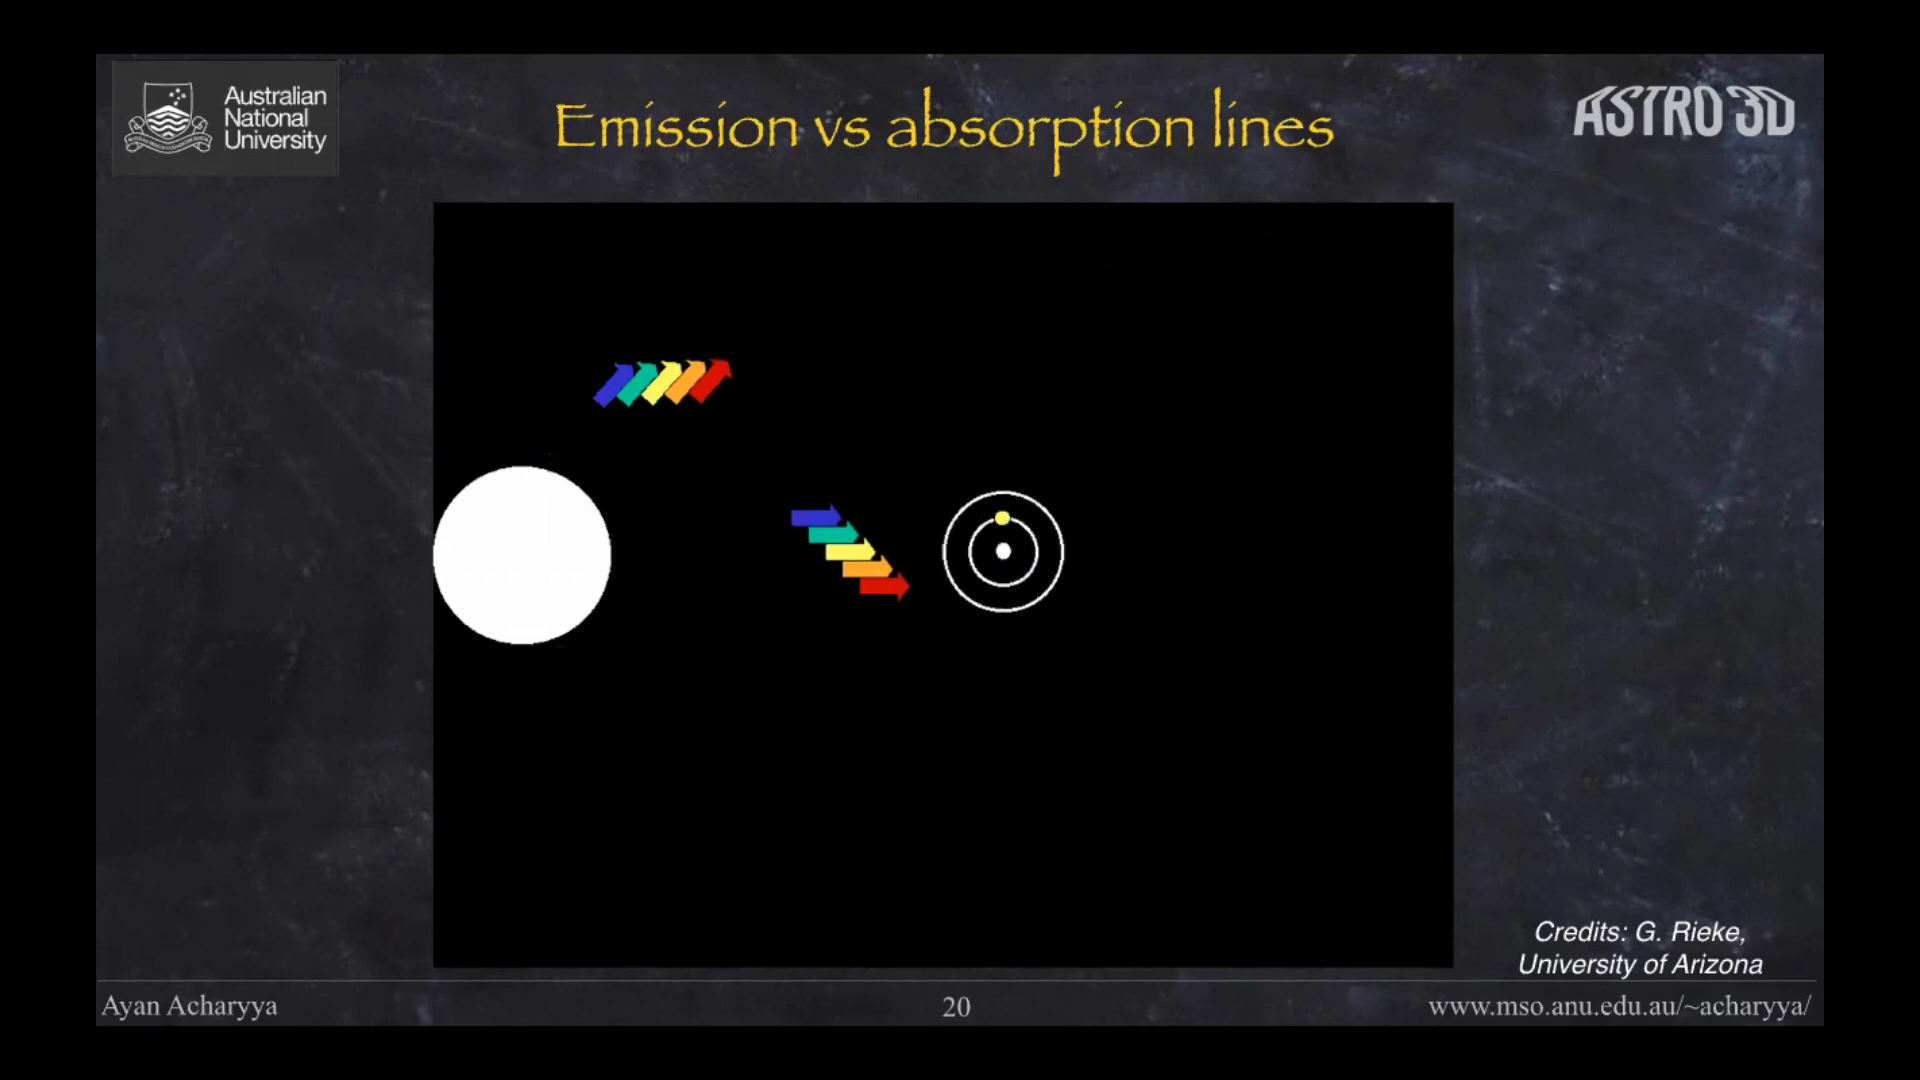 Australian
National
University
Emission vs absorption lines
ASTRO 3D
Credits: G. Rieke,
University of Arizona
Ayan Acharyya
20
www.mso.anu.edu.au/~acharyya/